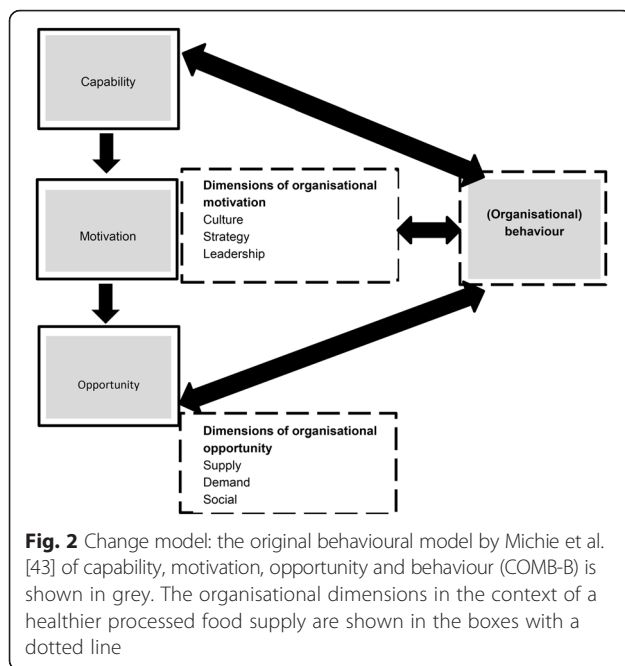 Capability
Dimensions of organisational
motivation
Culture
Strategy
Leadership
Motivation
(Organisational)
behaviour
Opportunity
Dimensions of organisational
opportunity
Supply
Demand
Social
Fig. 2 Change model: the original behavioural model by Michie et al.
[43] of capability, motivation, opportunity and behaviour (COMB-B) is
shown in grey. The organisational dimensions in the context of a
healthier processed food supply are shown in the boxes with a
dotted line